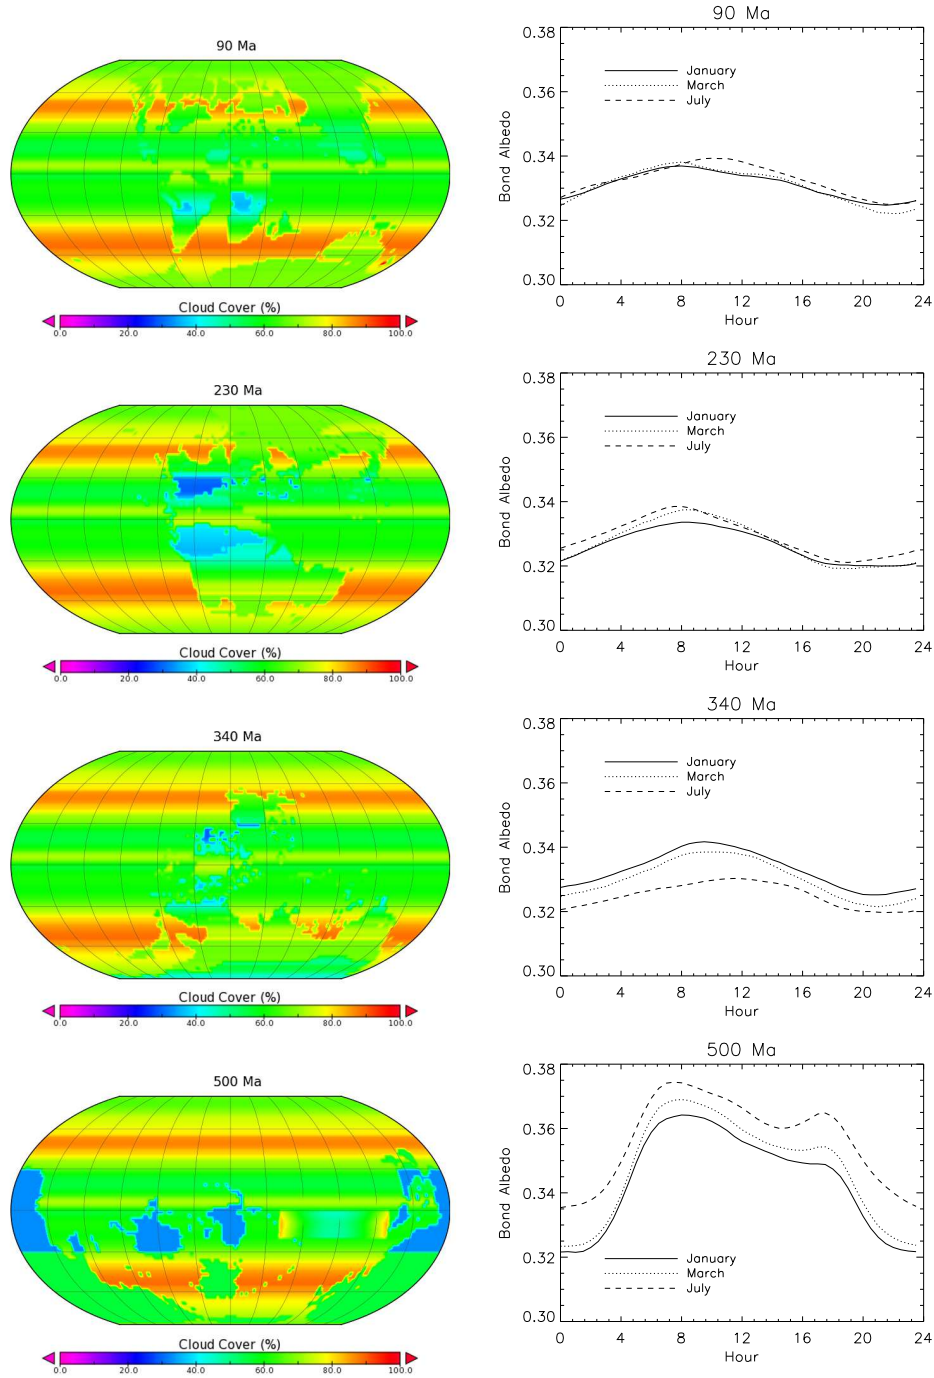 90 Ma
Cloud Cover (%)
0.0 20.0 40.0 60.0 80.0 100.0
90 Ma
0.38
0.36
0.34
0.32
0.30
Bond Albedo
January
March
July
0 4 8 12 16 20 24
Hour
230 Ma
Cloud Cover (%)
0.0 20.0 40.0 60.0 80.0 100.0
230 Ma
0.38
0.36
0.34
0.32
0.30
Bond Albedo
January
March
July
0 4 8 12 16 20 24
Hour
340 Ma
Cloud Cover (%)
0.0 20.0 40.0 60.0 80.0 100.0
340 Ma
0.38
0.36
0.34
0.32
0.30
Bond Albedo
January
March
July
0 4 8 12 16 20 24
Hour
500 Ma
Cloud Cover (%)
0.0 20.0 40.0 60.0 80.0 100.0
500 Ma
0.38
0.36
0.34
0.32
0.30
Bond Albedo
January
March
July
0 4 8 12 16 20 24
Hour